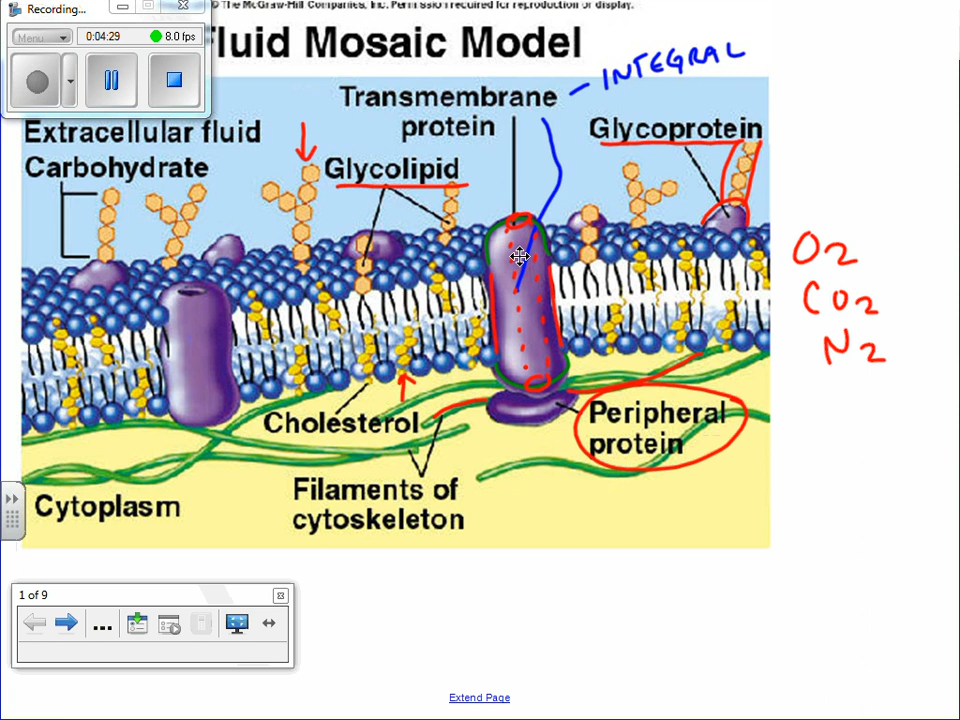 © The McGraw-Hill Companies, Inc. Permission required for reproduction or display.
Recording...
Menu
0:04:29
8.0 fps
Fluid Mosaic Model
INTEGRAL
Transmembrane
protein
Extracellular fluid
Carbohydrate
Glycolipid
Glycoprotein
O2
CO2
N2
Cholesterol
Peripheral
protein
Filaments of
cytoskeleton
Cytoplasm
1 of 9
...
Extend Page